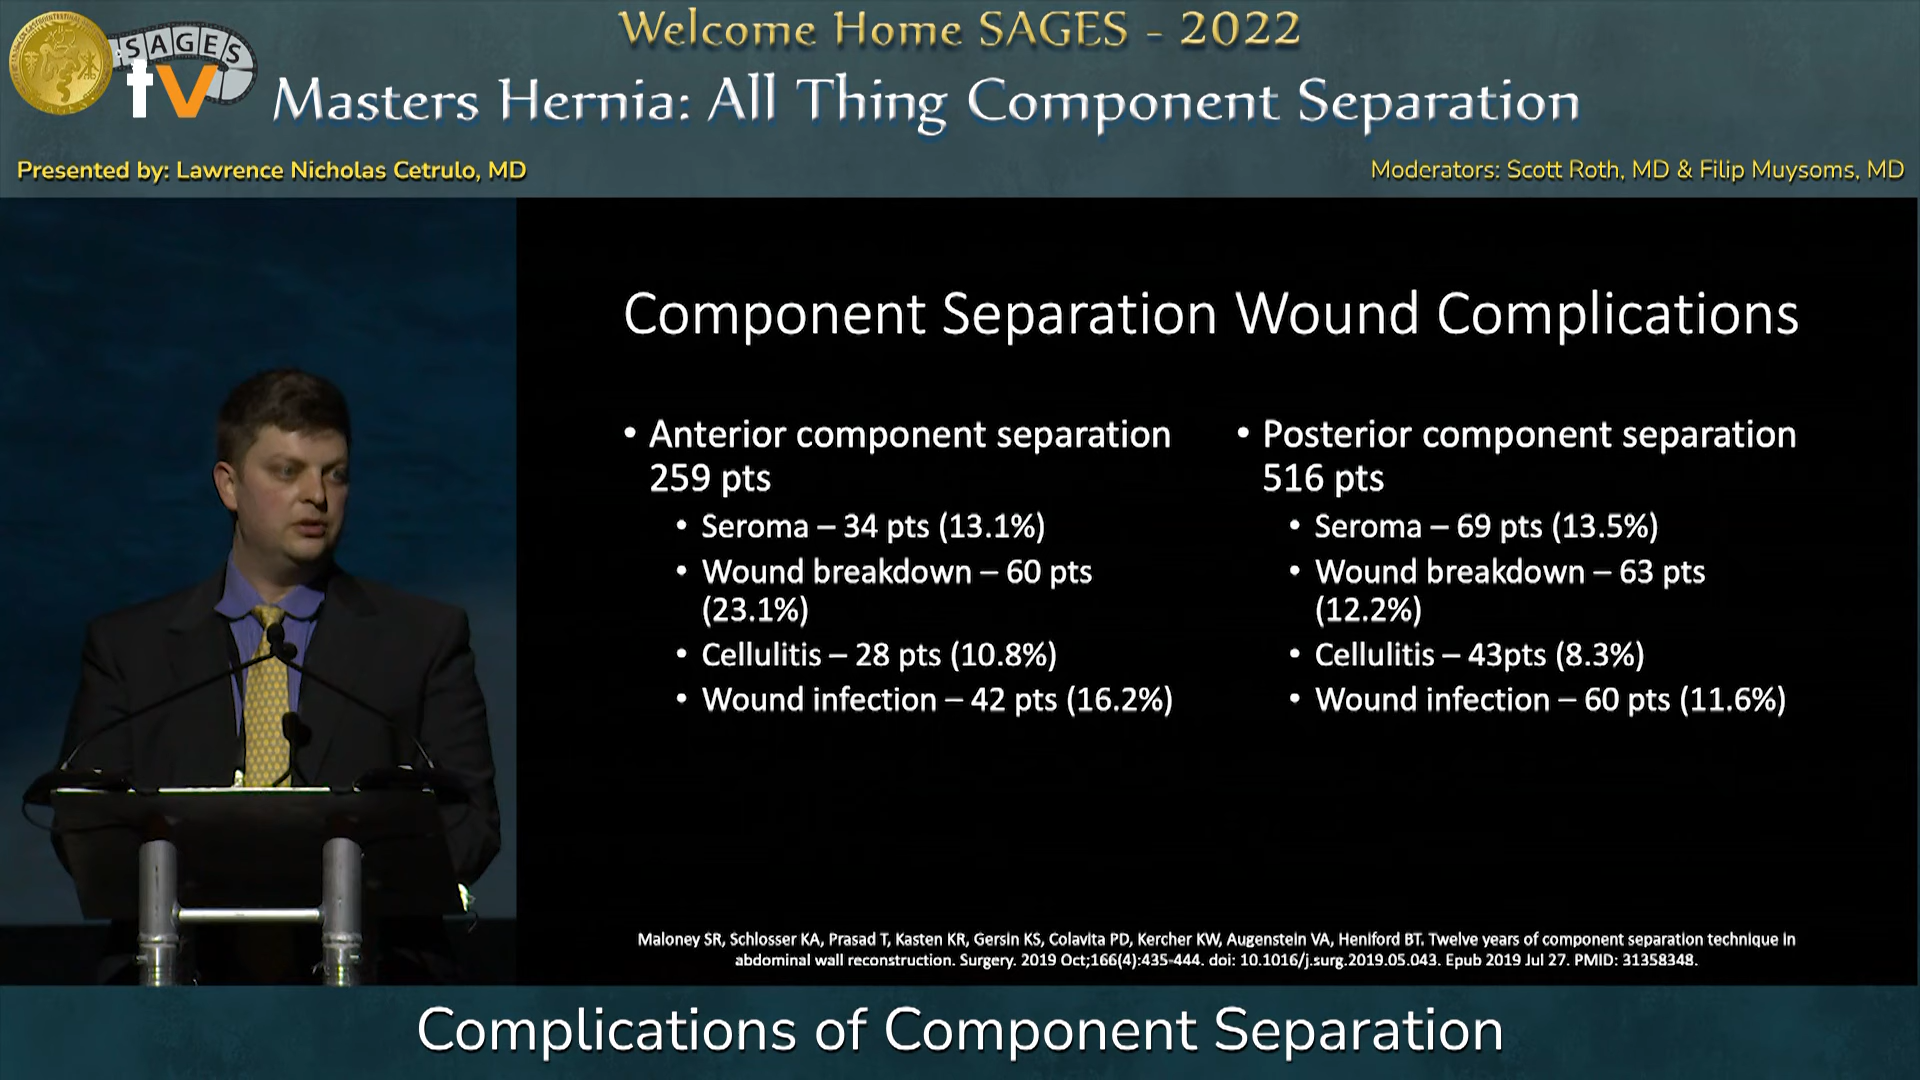 Welcome Home SAGES - 2022
SAGES
tv
Masters Hernia: All Thing Component Separation
Presented by: Lawrence Nicholas Cetrulo, MD
Moderators: Scott Roth, MD & Filip Muysoms, MD
Component Separation Wound Complications
• Anterior component separation
259 pts
• Seroma – 34 pts (13.1%)
• Wound breakdown – 60 pts
(23.1%)
• Cellulitis – 28 pts (10.8%)
• Wound infection – 42 pts (16.2%)
• Posterior component separation
516 pts
• Seroma – 69 pts (13.5%)
• Wound breakdown – 63 pts
(12.2%)
• Cellulitis – 43pts (8.3%)
• Wound infection – 60 pts (11.6%)
Maloney SR, Schlosser KA, Prasad T, Kasten KR, Gersin KS, Colavita PD, Kercher KW, Augenstein VA, Heniford BT. Twelve years of component separation technique in
abdominal wall reconstruction. Surgery. 2019 Oct;166(4):435-444. doi: 10.1016/j.surg.2019.05.043. Epub 2019 Jul 27. PMID: 31358348.
Complications of Component Separation